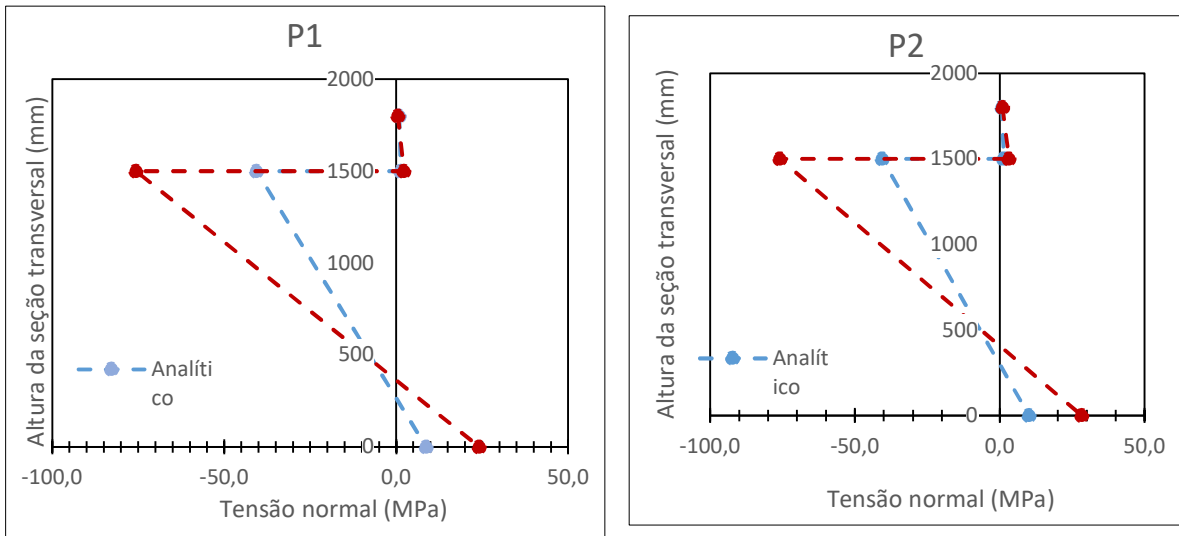 P1
Altura da seção transversal (mm)
2000
1500
1000
500
0
-100,0
-50,0
0,0
50,0
Tensão normal (MPa)
Analíti
co
P2
Altura da seção transversal (mm)
2000
1500
1000
500
0
-100,0
-50,0
0,0
50,0
Tensão normal (MPa)
Analít
ico